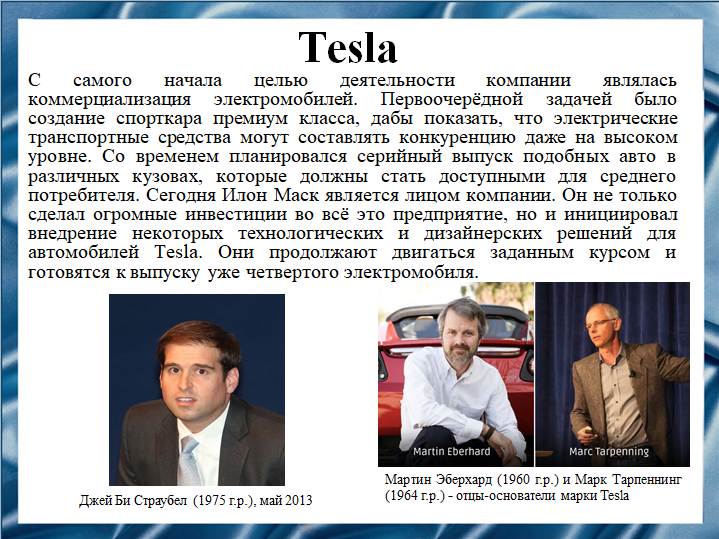 Tesla
С самого начала целью деятельности компании являлась
коммерциализация электромобилей. Первоочерёдной задачей было
создание спорткара премиум класса, дабы показать, что электрические
транспортные средства могут составлять конкуренцию даже на высоком
уровне. Со временем планировался серийный выпуск подобных авто в
различных кузовах, которые должны стать доступными для среднего
потребителя. Сегодня Илон Маск является лицом компании. Он не только
сделал огромные инвестиции во всё это предприятие, но и инициировал
внедрение некоторых технологических и дизайнерских решений для
автомобилей Tesla. Они продолжают двигаться заданным курсом и
готовятся к выпуску уже четвертого электромобиля.
Martin Eberhard
Marc Tarpenning
Джей Би Страубел (1975 г.р.), май 2013
Мартин Эберхард (1960 г.р.) и Марк Тарпеннинг
(1964 г.р.) - отцы-основатели марки Tesla